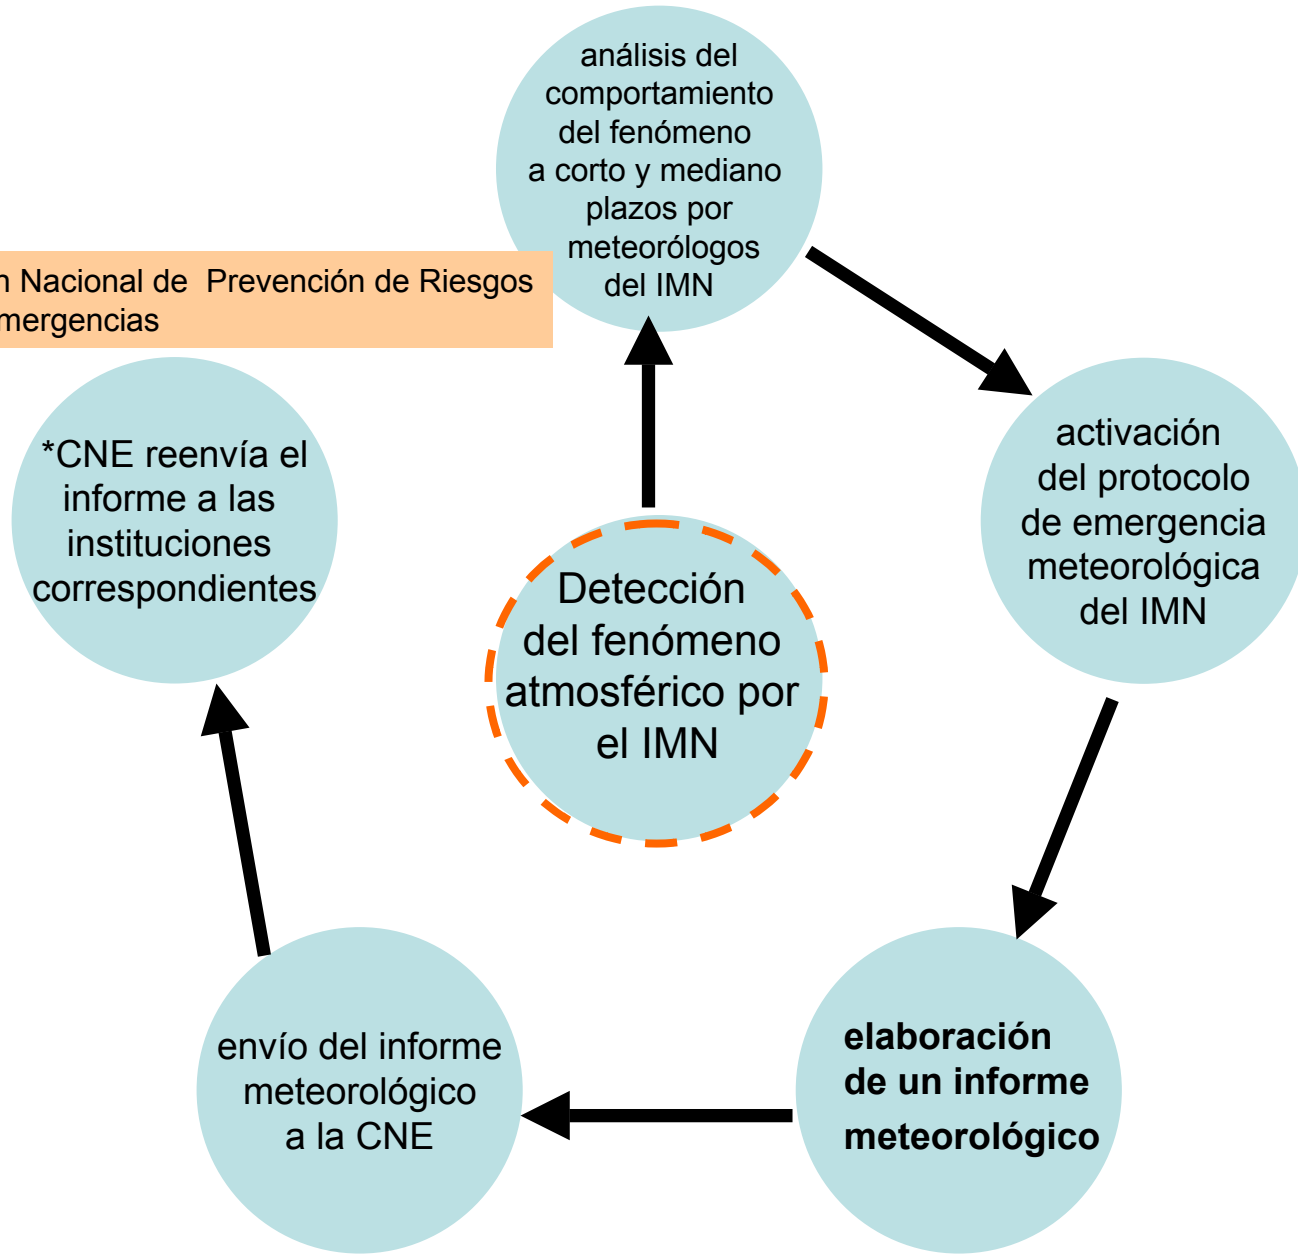 análisis del
comportamiento
del fenómeno
a corto y mediano
plazos por
meteorólogos
del IMN
Nacional de Prevención de Riesgos
mergencias
*CNE reenvía el
informe a las
instituciones
correspondientes
activación
del protocolo
de emergencia
meteorológica
del IMN
Detección
del fenómeno
atmosférico por
el IMN
envío del informe
meteorológico
a la CNE
elaboración
de un informe
meteorológico